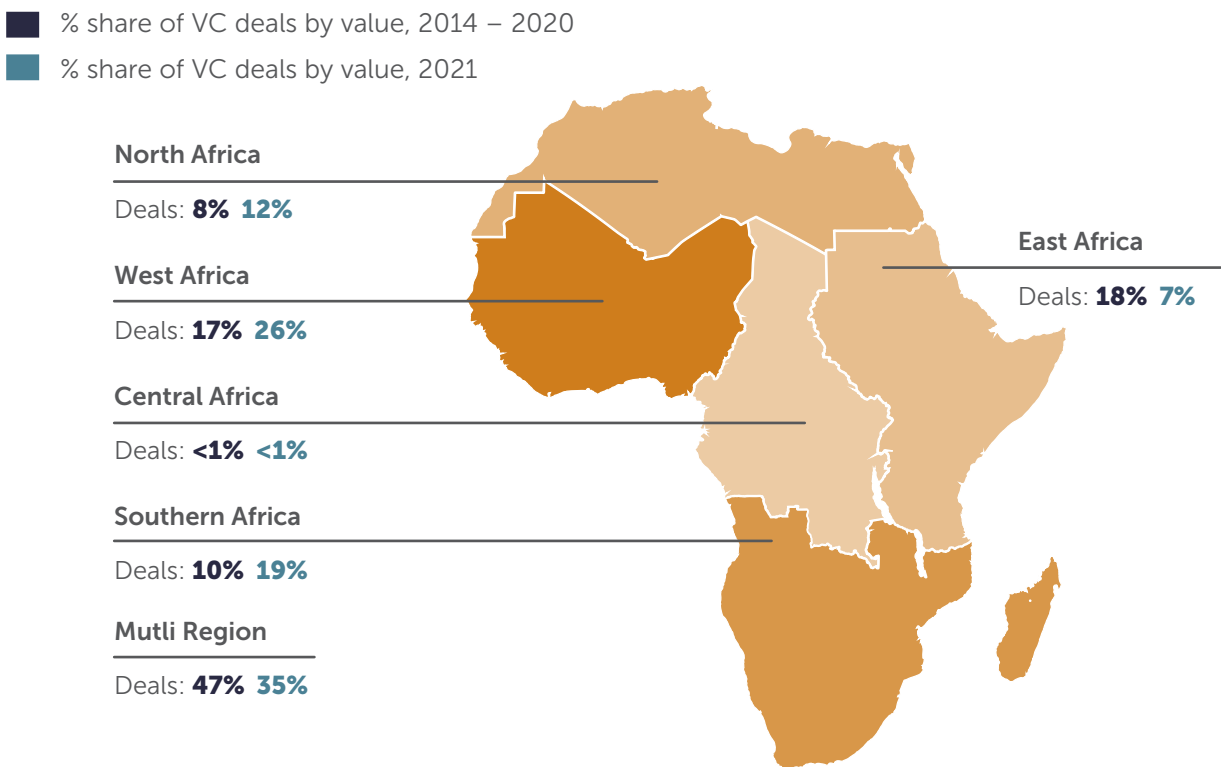 % share of VC deals by value, 2014 – 2020
% share of VC deals by value, 2021
North Africa
Deals: 8% 12%
West Africa
Deals: 17% 26%
Central Africa
Deals: <1% <1%
Southern Africa
Deals: 10% 19%
Mutli Region
Deals: 47% 35%
East Africa
Deals: 18% 7%